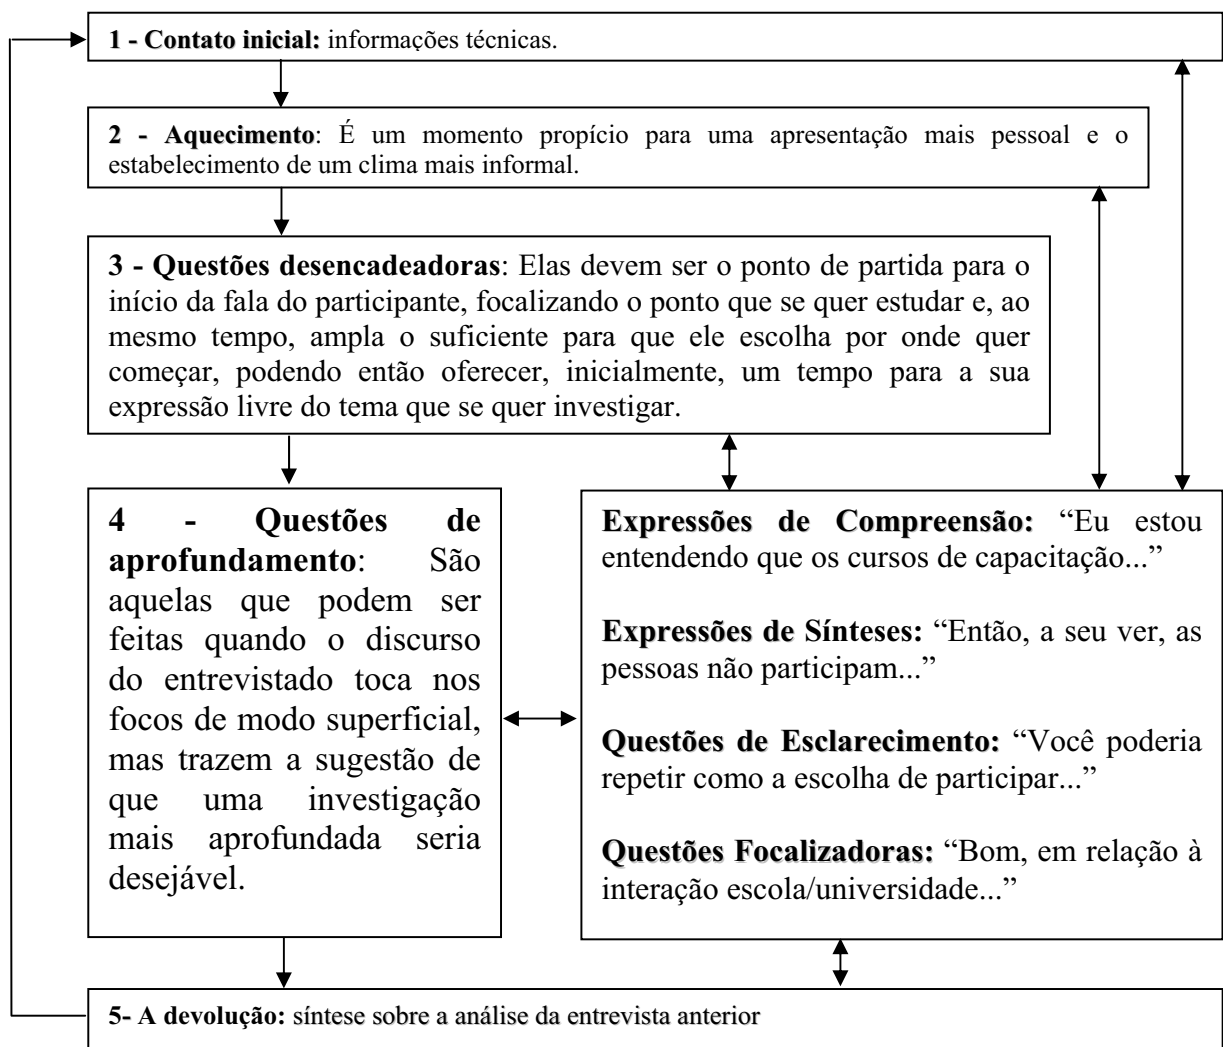 1 - Contato inicial: informações técnicas.
2 - Aquecimento: É um momento propício para uma apresentação mais pessoal e o
estabelecimento de um clima mais informal.
3 - Questões desencadeadoras: Elas devem ser o ponto de partida para o
início da fala do participante, focalizando o ponto que se quer estudar e, ao
mesmo tempo, ampla o suficiente para que ele escolha por onde quer
começar, podendo então oferecer, inicialmente, um tempo para a sua
expressão livre do tema que se quer investigar.
4 - Questões de
aprofundamento: São
aquelas que podem ser
feitas quando o discurso
do entrevistado toca nos
focos de modo superficial,
mas trazem a sugestão de
que uma investigação
mais aprofundada seria
desejável.
Expressões de Compreensão: “Eu estou
entendendo que os cursos de capacitação...”
Expressões de Sínteses: “Então, a seu ver, as
pessoas não participam...”
Questões de Esclarecimento: “Você poderia
repetir como a escolha de participar...”
Questões Focalizadoras: “Bom, em relação à
interação escola/universidade...”
5- A devolução: síntese sobre a análise da entrevista anterior